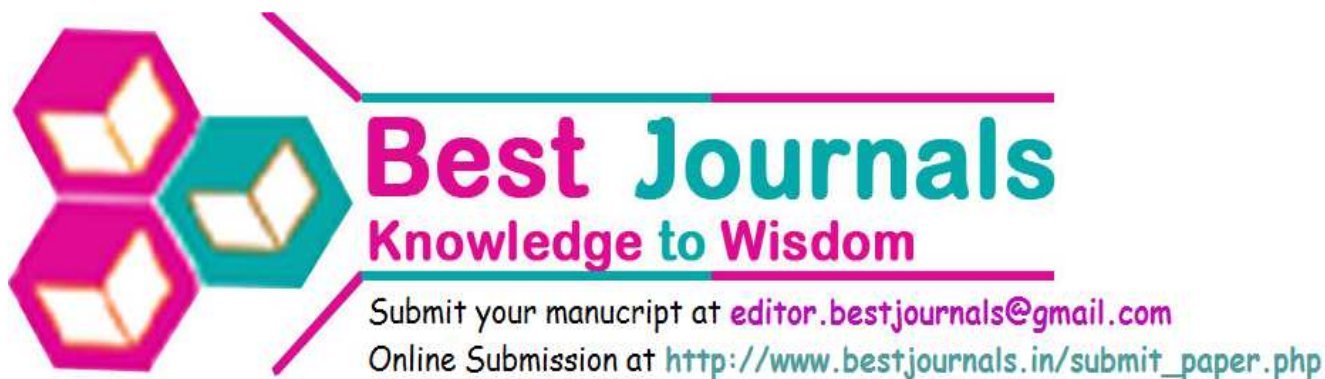 Best Journals
Knowledge to Wisdom
Submit your manucript at editor.bestjournals@gmail.com
Online Submission at http://www.bestjournals.in/submit_paper.php